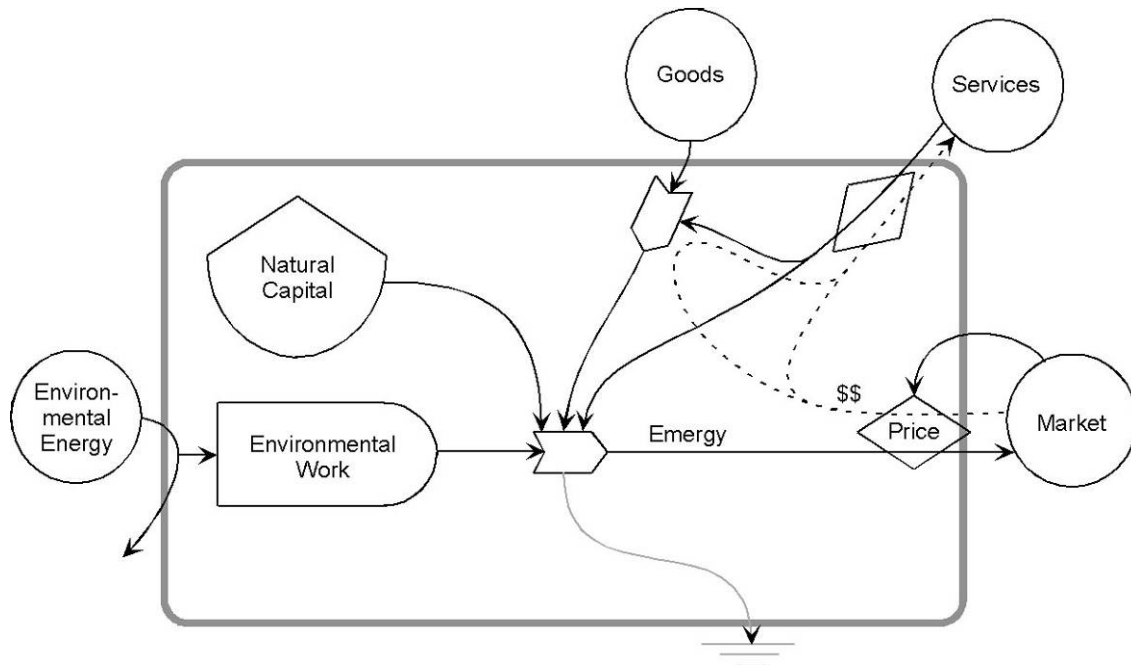 Goods
Services
Natural
Capital
Environ-
mental
Energy
Environmental
Work
Emergy
$$
Price
Market